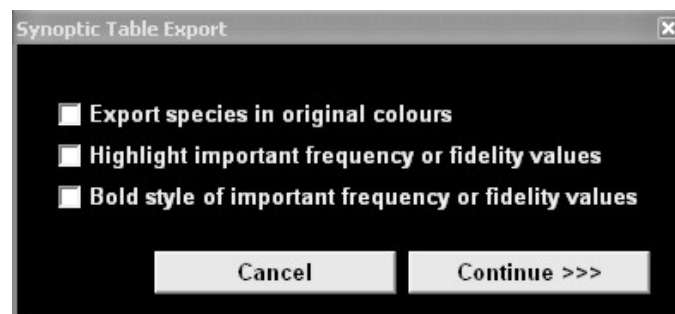 Synoptic Table Export
Export species in original colours
Highlight important frequency or fidelity values
Bold style of important frequency or fidelity values
Cancel Continue >>>